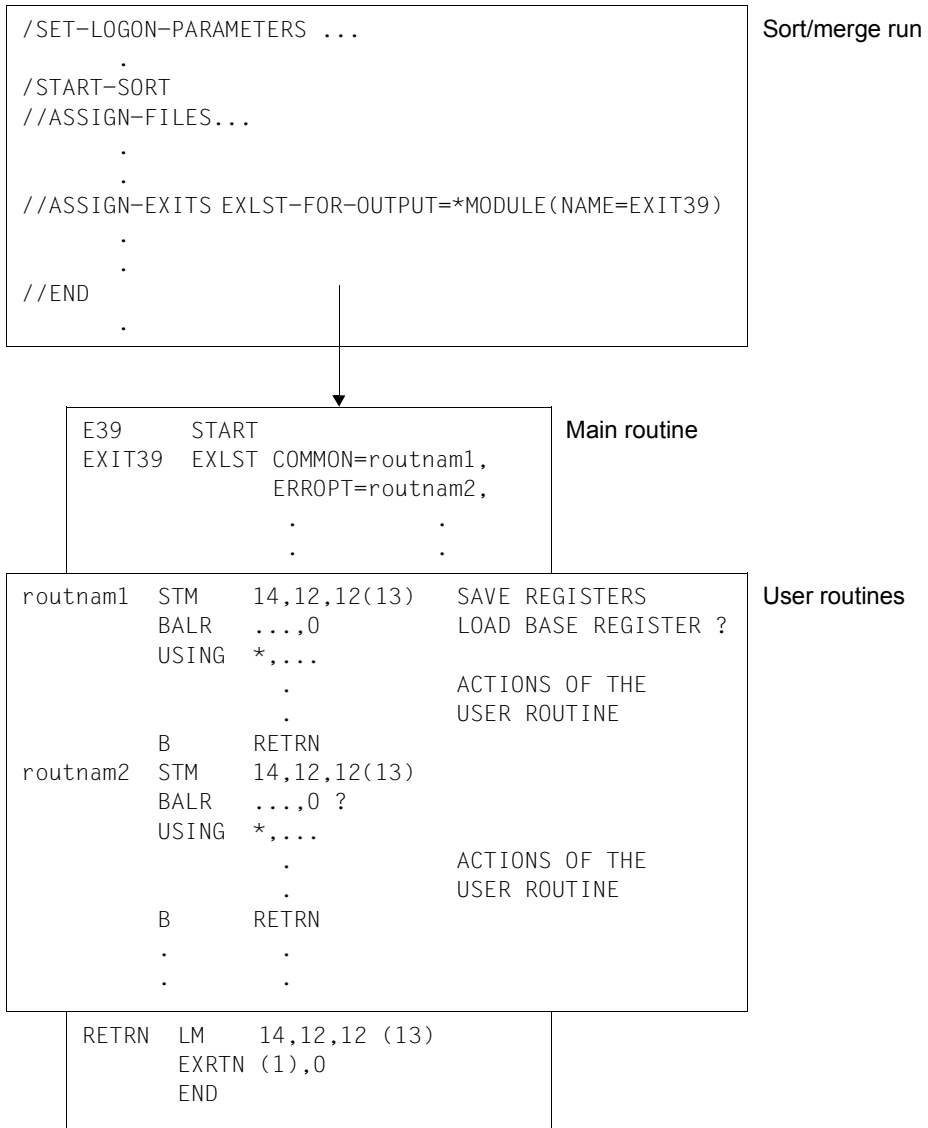 /SET-LOGON-PARAMETERS ... Sort/merge run
.
/START-SORT
//ASSIGN-FILES...
.
.
//ASSIGN-EXITS EXLST-FOR-OUTPUT=*MODULE(NAME=EXIT39)
.
.
//END
.
E39 START Main routine
EXIT39 EXLST COMMON=routnam1,
ERROPT=routnam2,
. .
. .
routnam1 STM 14,12,12(13) SAVE REGISTERS User routines
BALR ...,0 LOAD BASE REGISTER ?
USING *,...
. ACTIONS OF THE
. USER ROUTINE
B RETRN
routnam2 STM 14,12,12(13)
BALR ...,0 ?
USING *,...
. ACTIONS OF THE
. USER ROUTINE
B RETRN
. .
. .
RETRN LM 14,12,12 (13)
EXRTN (1),0
END